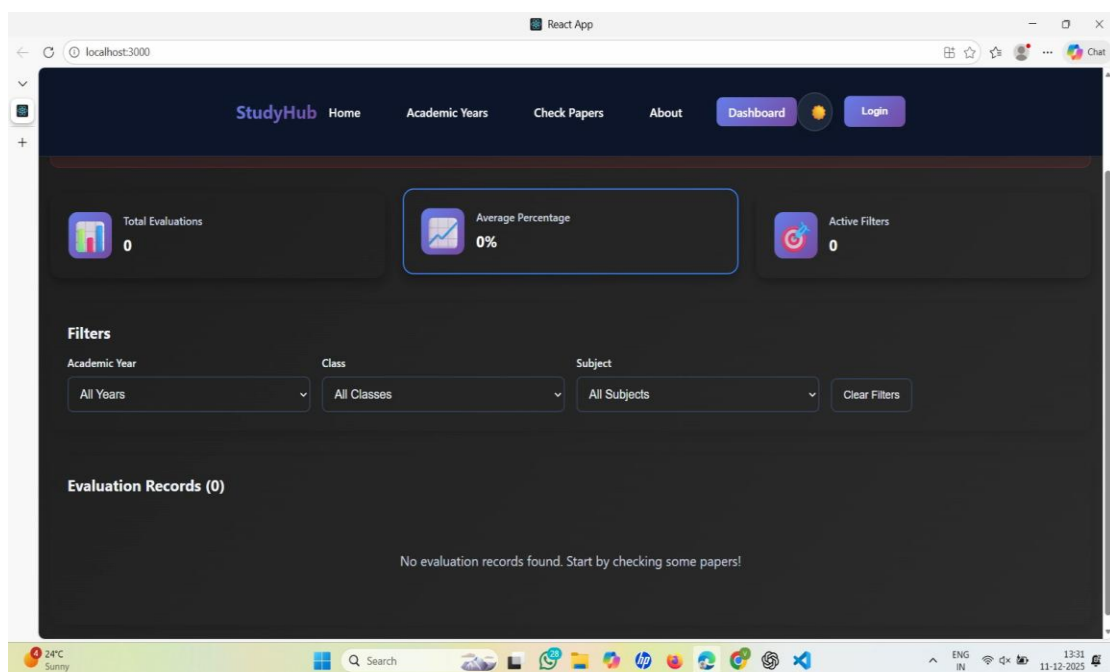 React App
localhost:3000
Chat
StudyHub Home Academic Years Check Papers About Dashboard Login
Total Evaluations
0
Average Percentage
0%
Active Filters
0
Filters
Academic Year Class Subject
All Years All Classes All Subjects Clear Filters
Evaluation Records (0)
No evaluation records found. Start by checking some papers!
4
24°C
Sunny
Search
28
hp
ENG
IN
13:31
11-12-2025